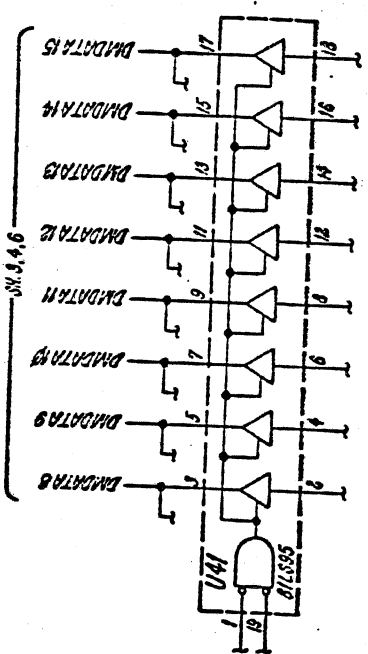 SH.3,4,6
DMDATA15 17 18
DMDATA14 15 16
DMDATA13 13 14
DMDATA12 11 12
DMDATA11 9 8
DMDATA10 7 6
DMDATA9 5 4
DMDATA8 3 2
U41
81LS95
1
19